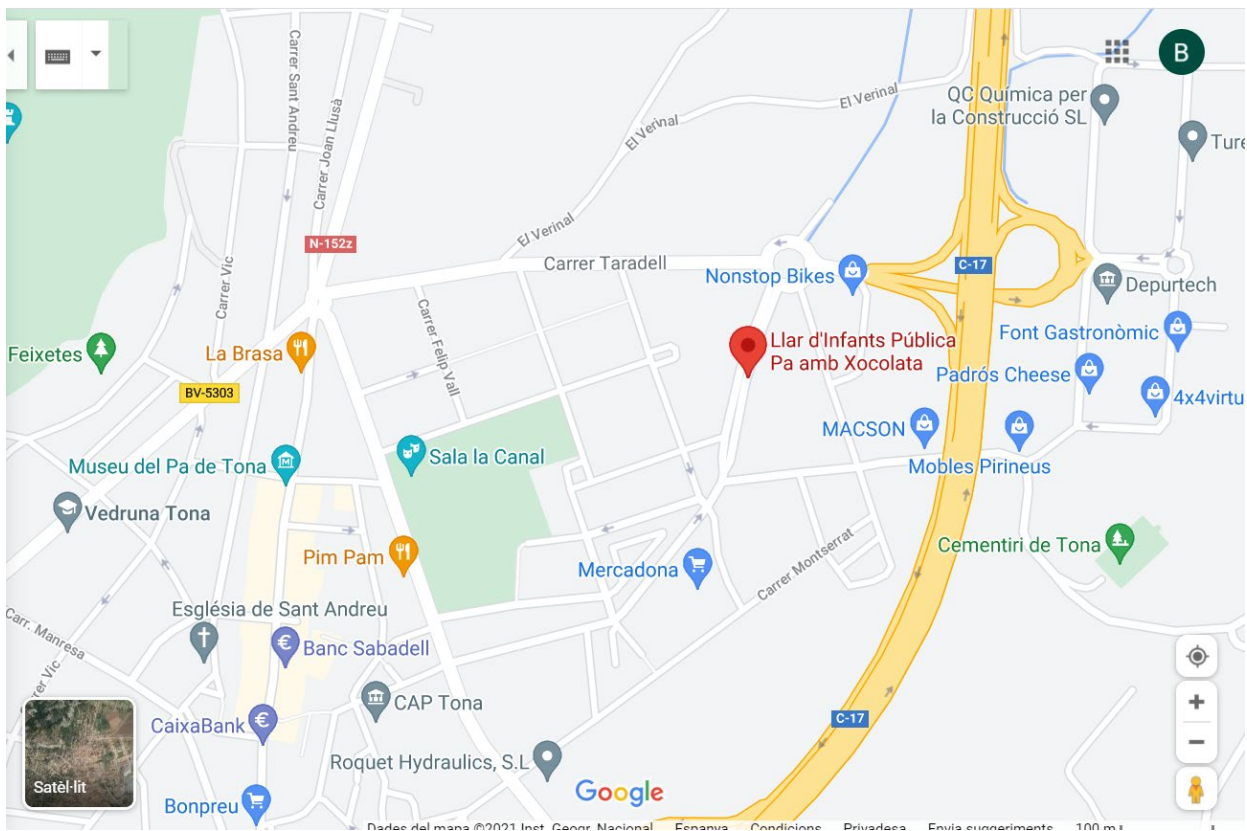 Carrer Sant Andreu
Carrer Joan Llusà
El Verinal
El Verinal
El Verinal
B
QC Química per
la Construcció SL
Ture
N-152z
Carrer Vic
Carrer Taradell
Nonstop Bikes
C-17
Depurtech
Carrer Felip Vall
Feixetes
La Brasa
Llar d'Infants Pública
Pa amb Xocolata
Font Gastronòmic
Padrós Cheese
BV-5303
4x4virtu
MACSON
Mobles Pirineus
Museu del Pa de Tona
Sala la Canal
Vedruna Tona
Pim Pam
Mercadona
Carrer Montserrat
Cementiri de Tona
Església de Sant Andreu
Carr. Manresa
Banc Sabadell
Carrer Vic
CAP Tona
CaixaBank
C-17
Roquet Hydraulics, S.L
Satèl·lit
Google
Bonpreu
Dades del mapa ©2021 Inst. Geogr. Nacional Espanya Condicions Privadesa Envia suggeriments 100 m